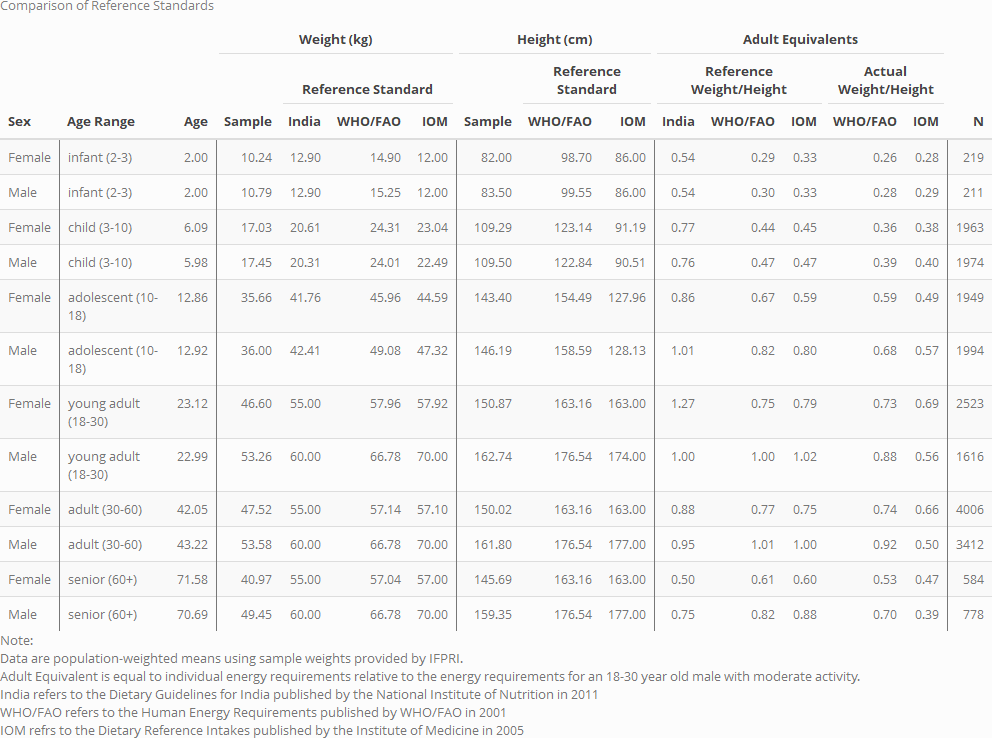 Comparison of Reference Standards
Weight (kg) Height (cm) Adult Equivalents
Reference Standard Reference Standard Reference Weight/Height Actual Weight/Height
Sex Age Range Age Sample India WHO/FAO IOM Sample WHO/FAO IOM India WHO/FAO IOM WHO/FAO IOM N
Female infant (2-3) 2.00 10.24 12.90 14.90 12.00 82.00 98.70 86.00 0.54 0.29 0.33 0.26 0.28 219
Male infant (2-3) 2.00 10.79 12.90 15.25 12.00 83.50 99.55 86.00 0.54 0.30 0.33 0.28 0.29 211
Female child (3-10) 6.09 17.03 20.61 24.31 23.04 109.29 123.14 91.19 0.77 0.44 0.45 0.36 0.38 1963
Male child (3-10) 5.98 17.45 20.31 24.01 22.49 109.50 122.84 90.51 0.76 0.47 0.47 0.39 0.40 1974
Female adolescent (10-18) 12.86 35.66 41.76 45.96 44.59 143.40 154.49 127.96 0.86 0.67 0.59 0.59 0.49 1949
Male adolescent (10-18) 12.92 36.00 42.41 49.08 47.32 146.19 158.59 128.13 1.01 0.82 0.80 0.68 0.57 1994
Female young adult (18-30) 23.12 46.60 55.00 57.96 57.92 150.87 163.16 163.00 1.27 0.75 0.79 0.73 0.69 2523
Male young adult (18-30) 22.99 53.26 60.00 66.78 70.00 162.74 176.54 174.00 1.00 1.00 1.02 0.88 0.56 1616
Female adult (30-60) 42.05 47.52 55.00 57.14 57.10 150.02 163.16 163.00 0.88 0.77 0.75 0.74 0.66 4006
Male adult (30-60) 43.22 53.58 60.00 66.78 70.00 161.80 176.54 177.00 0.95 1.01 1.00 0.92 0.50 3412
Female senior (60+) 71.58 40.97 55.00 57.04 57.00 145.69 163.16 163.00 0.50 0.61 0.60 0.53 0.47 584
Male senior (60+) 70.69 49.45 60.00 66.78 70.00 159.35 176.54 177.00 0.75 0.82 0.88 0.70 0.39 778
Note:
Data are population-weighted means using sample weights provided by IFPRI.
Adult Equivalent is equal to individual energy requirements relative to the energy requirements for an 18-30 year old male with moderate activity.
India refers to the Dietary Guidelines for India published by the National Institute of Nutrition in 2011
WHO/FAO refers to the Human Energy Requirements published by WHO/FAO in 2001
IOM refrs to the Dietary Reference Intakes published by the Institute of Medicine in 2005